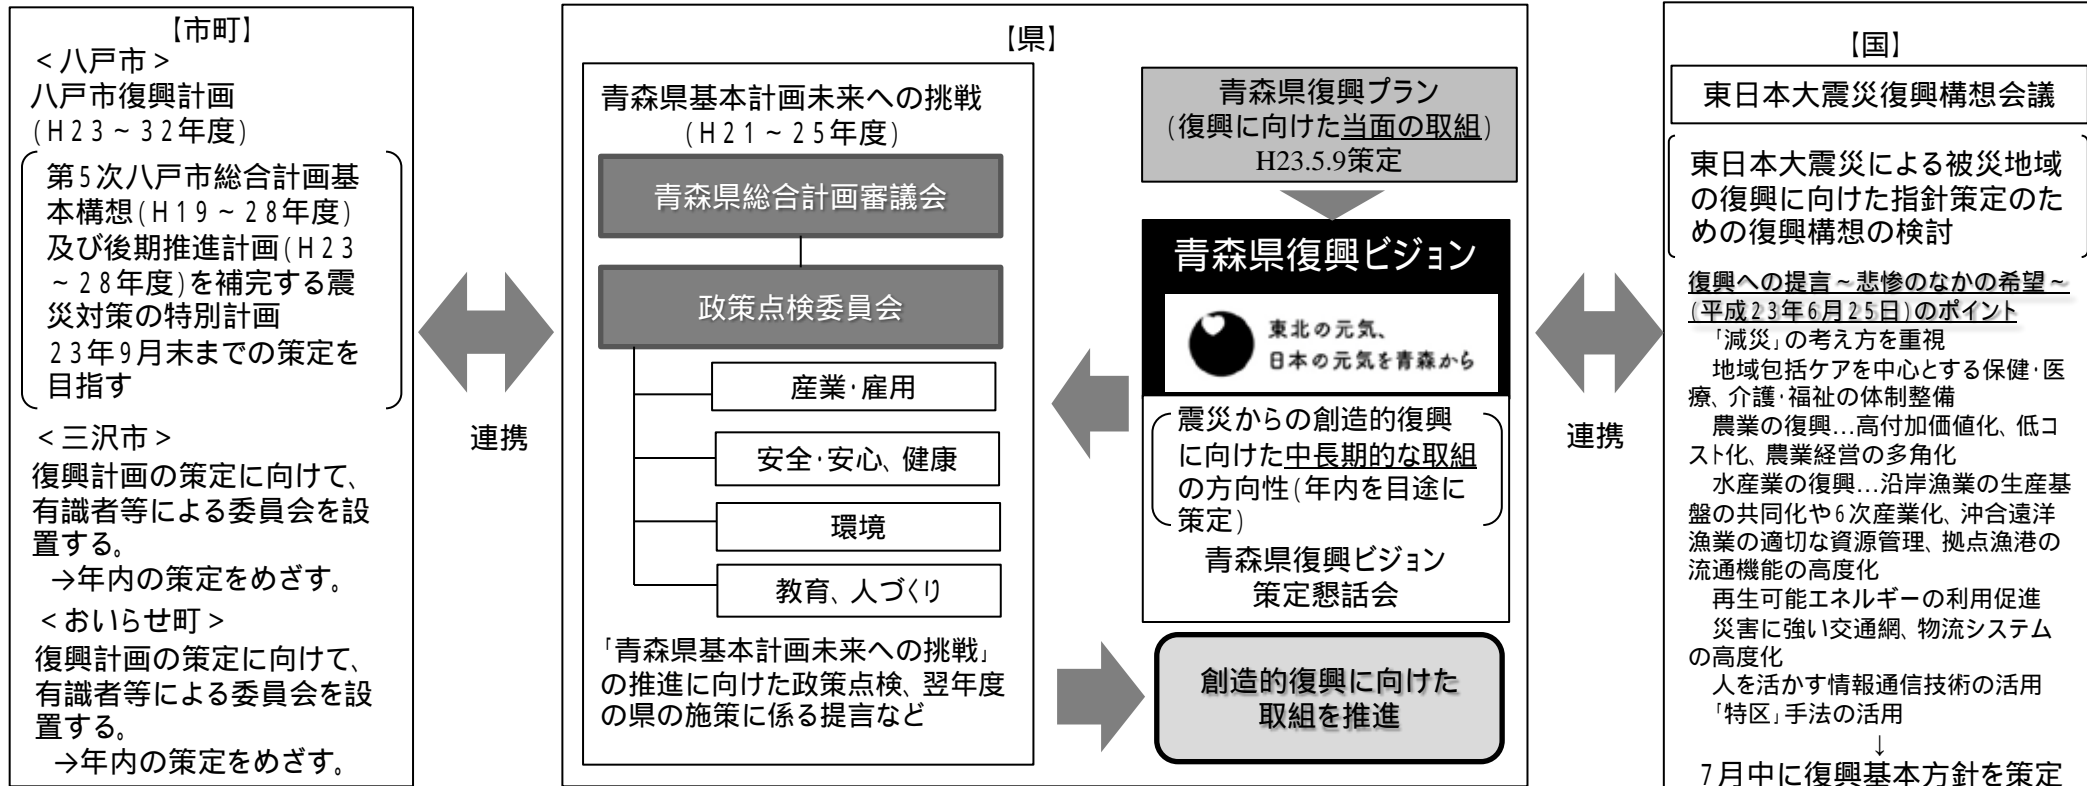 【市町】
＜八戸市＞
八戸市復興計画
（H23～32年度）
第5次八戸市総合計画基
本構想（H19～28年度）
及び後期推進計画（H23
～28年度）を補完する震
災対策の特別計画
23年9月末までの策定を
目指す
＜三沢市＞
復興計画の策定に向けて、
有識者等による委員会を設
置する。
→年内の策定をめざす。
＜おいらせ町＞
復興計画の策定に向けて、
有識者等による委員会を設
置する。
→年内の策定をめざす。
連携
【県】
青森県基本計画未来への挑戦
（H21～25年度）
青森県総合計画審議会
政策点検委員会
産業・雇用
安全・安心、健康
環境
教育、人づくり
「青森県基本計画未来への挑戦」
の推進に向けた政策点検、翌年度
の県の施策に係る提言など
青森県復興プラン
（復興に向けた当面の取組）
H23.5.9策定
青森県復興ビジョン
東北の元気、
日本の元気を青森から
震災からの創造的復興
に向けた中長期的な取組
の方向性（年内を目途に
策定）
青森県復興ビジョン
策定懇話会
創造的復興に向けた
取組を推進
連携
【国】
東日本大震災復興構想会議
東日本大震災による被災地域
の復興に向けた指針策定のた
めの復興構想の検討
復興への提言～悲惨のなかの希望～
（平成23年6月25日）のポイント
「減災」の考え方を重視
地域包括ケアを中心とする保健・医
療、介護・福祉の体制整備
農業の復興…高付加価値化、低コ
スト化、農業経営の多角化
水産業の復興…沿岸漁業の生産基
盤の共同化や6次産業化、沖合遠洋
漁業の適切な資源管理、拠点漁港の
流通機能の高度化
再生可能エネルギーの利用促進
災害に強い交通網、物流システム
の高度化
人を活かす情報通信技術の活用
「特区」手法の活用
↓
7月中に復興基本方針を策定